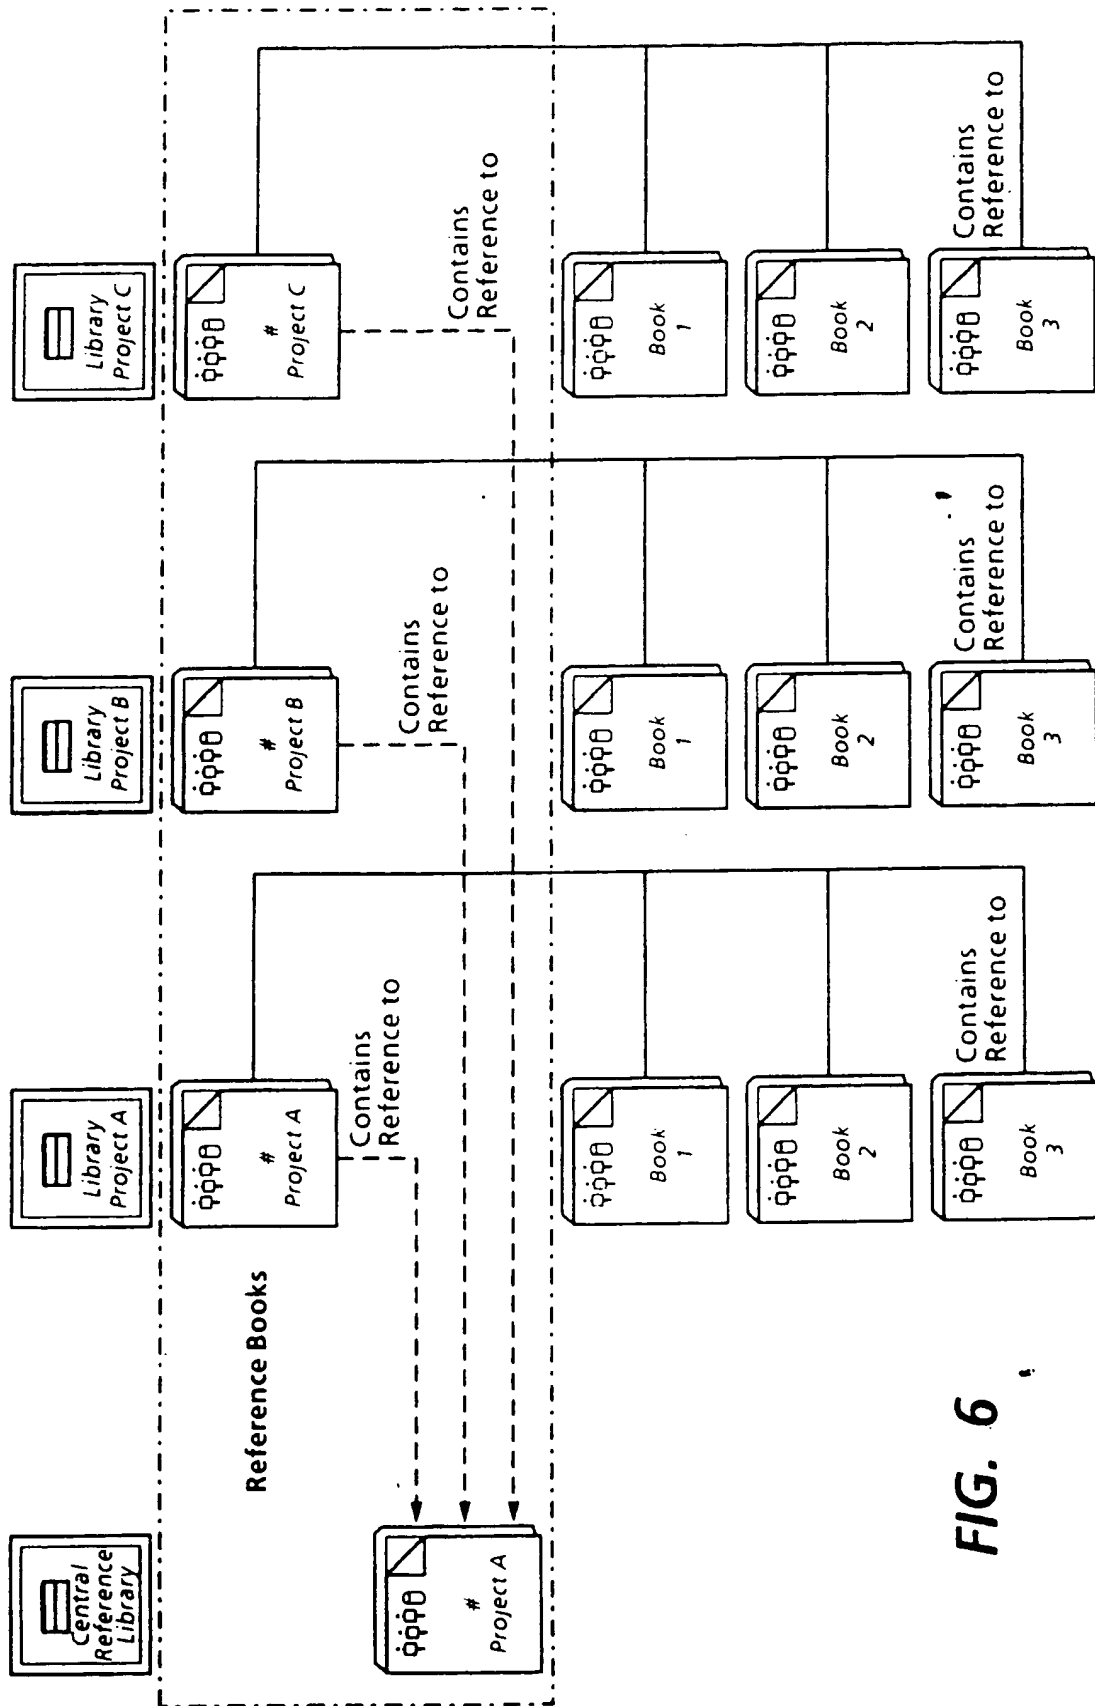 Central
Reference
Library
Library
Project A
Library
Project B
Library
Project C
Reference Books
#
Project A
#
Project A
#
Project B
#
Project C
Contains
Reference to
Contains
Reference to
Contains
Reference to
Book
1
Book
1
Book
1
Book
2
Book
2
Book
2
Book
3
Contains
Reference to
Book
3
Contains
Reference to
Book
3
Contains
Reference to
FIG. 6